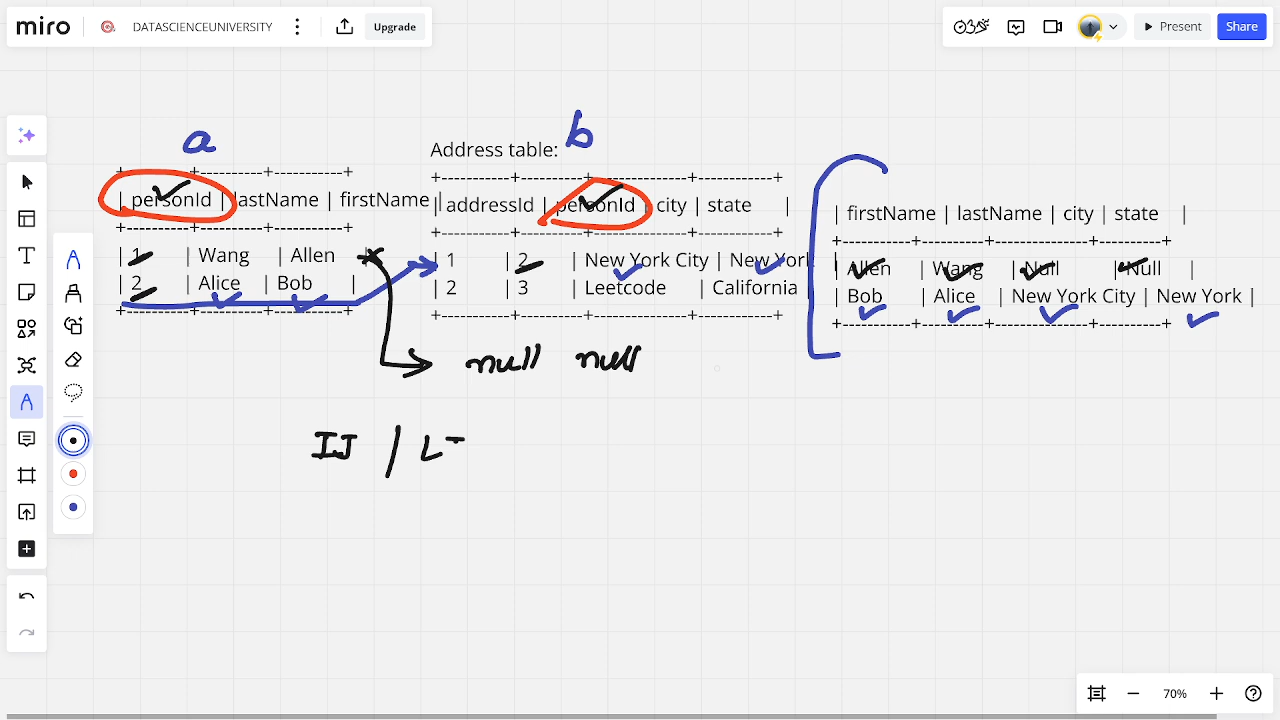 miro DATASCIENCEUNIVERSITY Upgrade Present Share
a
b
Address table:
+----------+----------+-----------+
+-----------+----------+---------------+------------+
| personId | lastName | firstName |
| addressId | personId | city | state |
| firstName | lastName | city | state |
+----------+----------+-----------+
+-----------+----------+---------------+------------+
+-----------+----------+---------------+-----------+
| 1 | Wang | Allen |
| 1 | 2 | New York City | New York |
| Allen | Wang | Null | Null |
| 2 | Alice | Bob |
| 2 | 3 | Leetcode | California |
| Bob | Alice | New York City | New York |
+----------+----------+-----------+
+-----------+----------+---------------+------------+
+-----------+----------+---------------+-----------+
null null
IJ / L
70%